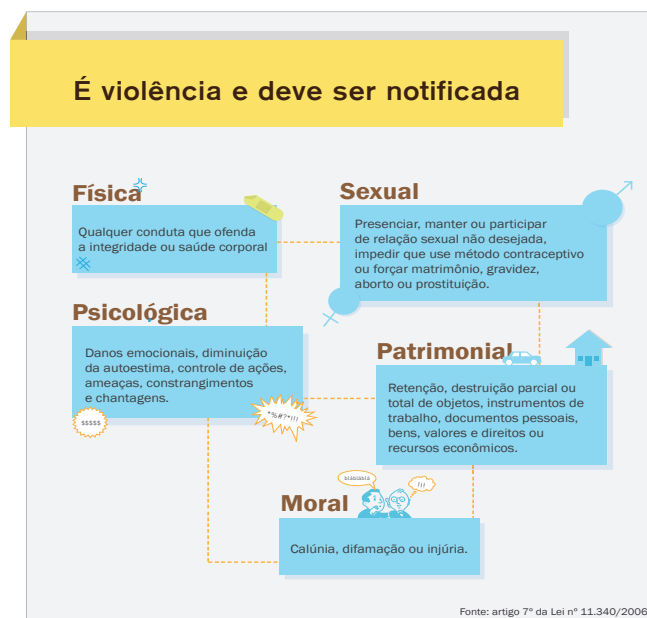 É violência e deve ser notificada
Física
Qualquer conduta que ofenda
a integridade ou saúde corporal
Sexual
Presenciar, manter ou participar
de relação sexual não desejada,
impedir que use método contraceptivo
ou forçar matrimônio, gravidez,
aborto ou prostituição.
Psicológica
Danos emocionais, diminuição
da autoestima, controle de ações,
ameaças, constrangimentos
e chantagens.
$$$$$
*%#?*!!!
Patrimonial
Retenção, destruição parcial ou
total de objetos, instrumentos de
trabalho, documentos pessoais,
bens, valores e direitos ou
recursos econômicos.
Moral
blablablá
!!!
Calúnia, difamação ou injúria.
Fonte: artigo 7º da Lei nº 11.340/2006